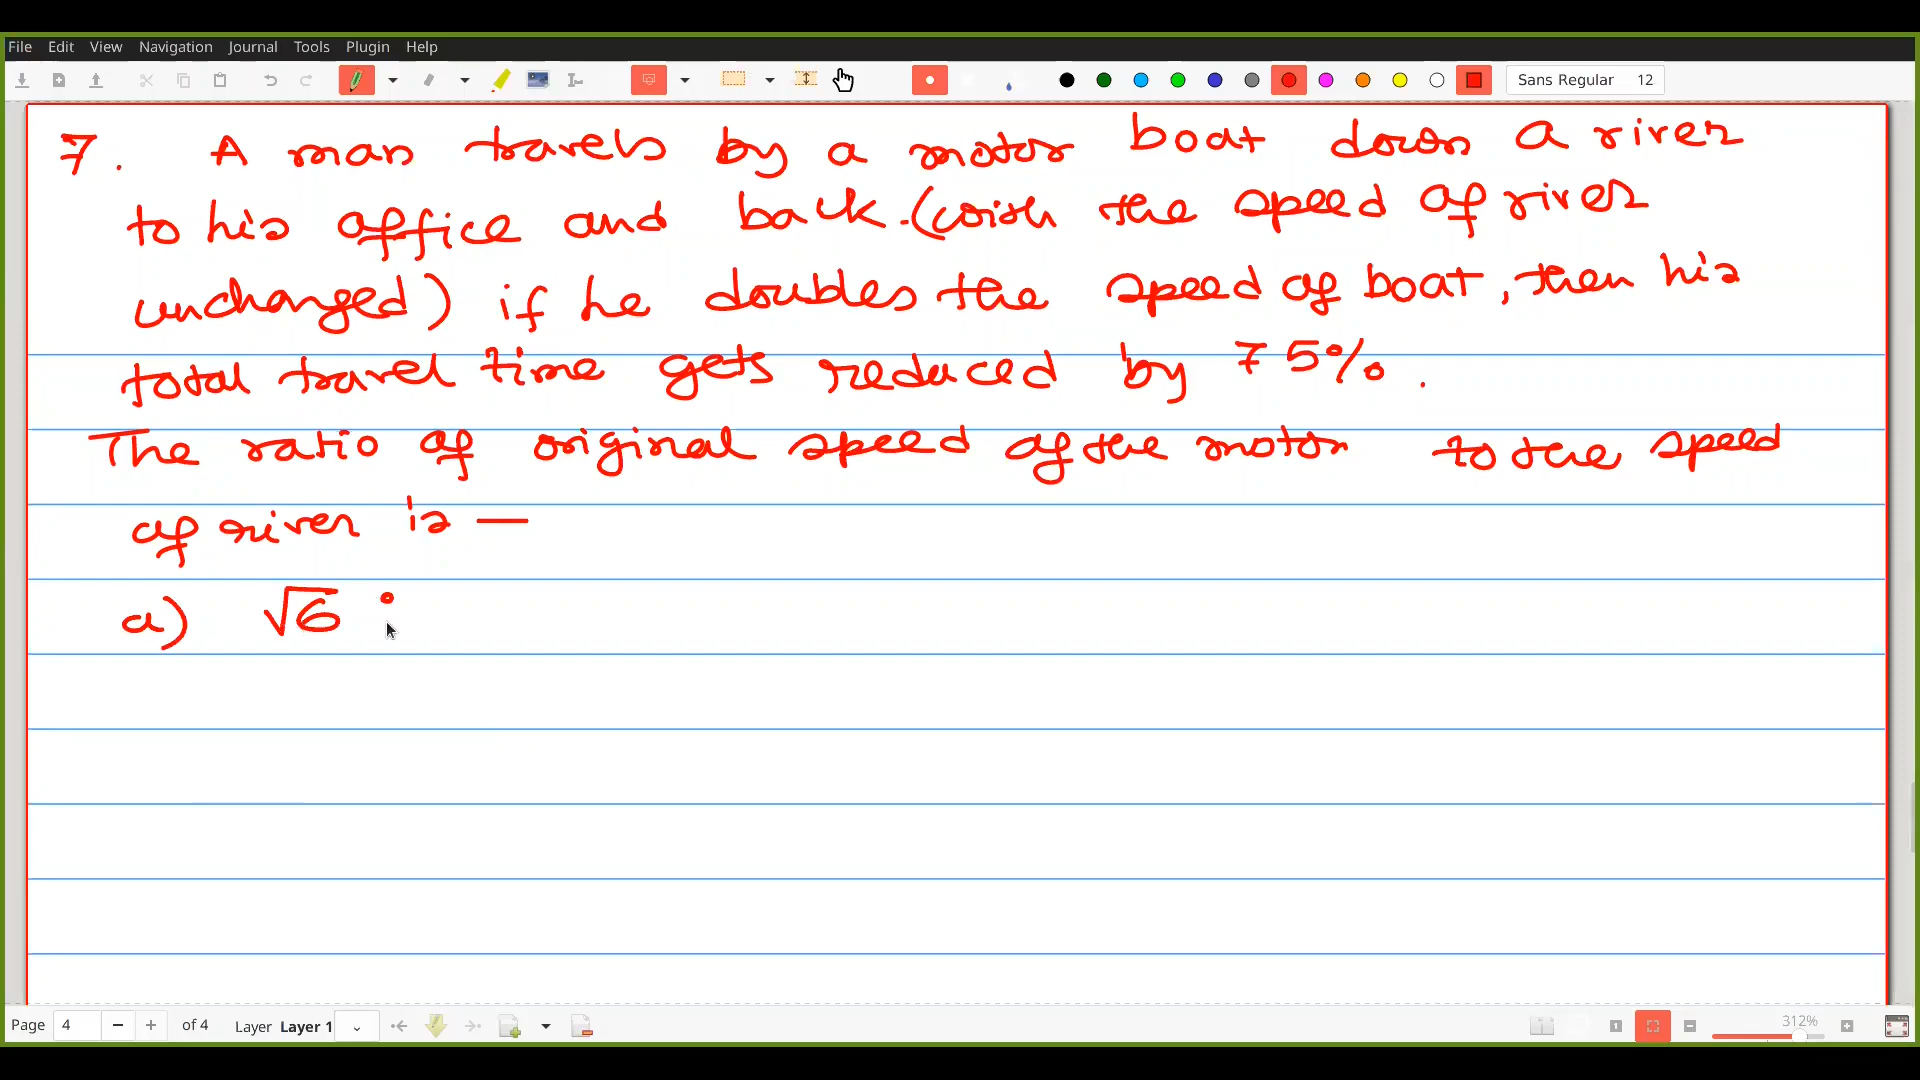 File Edit View Navigation Journal Tools Plugin Help
Sans Regular 12
7. A man travels by a motor boat down a river
to his office and back. (with the speed of river
unchanged) if he doubles the speed of boat, then his
total travel time gets reduced by 75%.
The ratio of original speed of the motor to the speed
of river is —
a) √6 :
Page 4 of 4 Layer Layer 1 312%